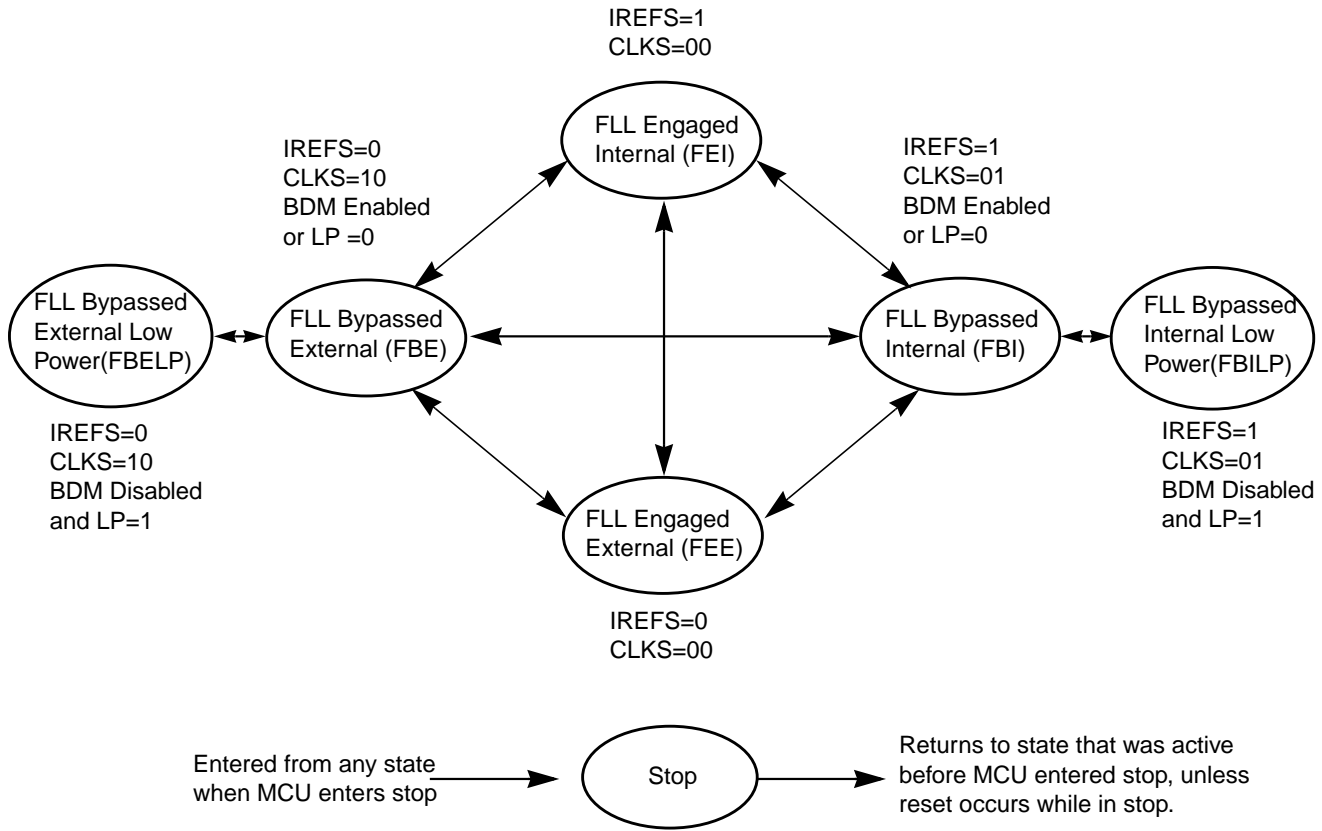 IREFS=1
CLKS=00
FLL Engaged
Internal (FEI)
IREFS=0
CLKS=10
BDM Enabled
or LP =0
IREFS=1
CLKS=01
BDM Enabled
or LP=0
FLL Bypassed
External Low
Power(FBELP)
FLL Bypassed
External (FBE)
FLL Bypassed
Internal (FBI)
FLL Bypassed
Internal Low
Power(FBILP)
IREFS=0
CLKS=10
BDM Disabled
and LP=1
FLL Engaged
External (FEE)
IREFS=1
CLKS=01
BDM Disabled
and LP=1
IREFS=0
CLKS=00
Entered from any state
when MCU enters stop
Stop
Returns to state that was active
before MCU entered stop, unless
reset occurs while in stop.